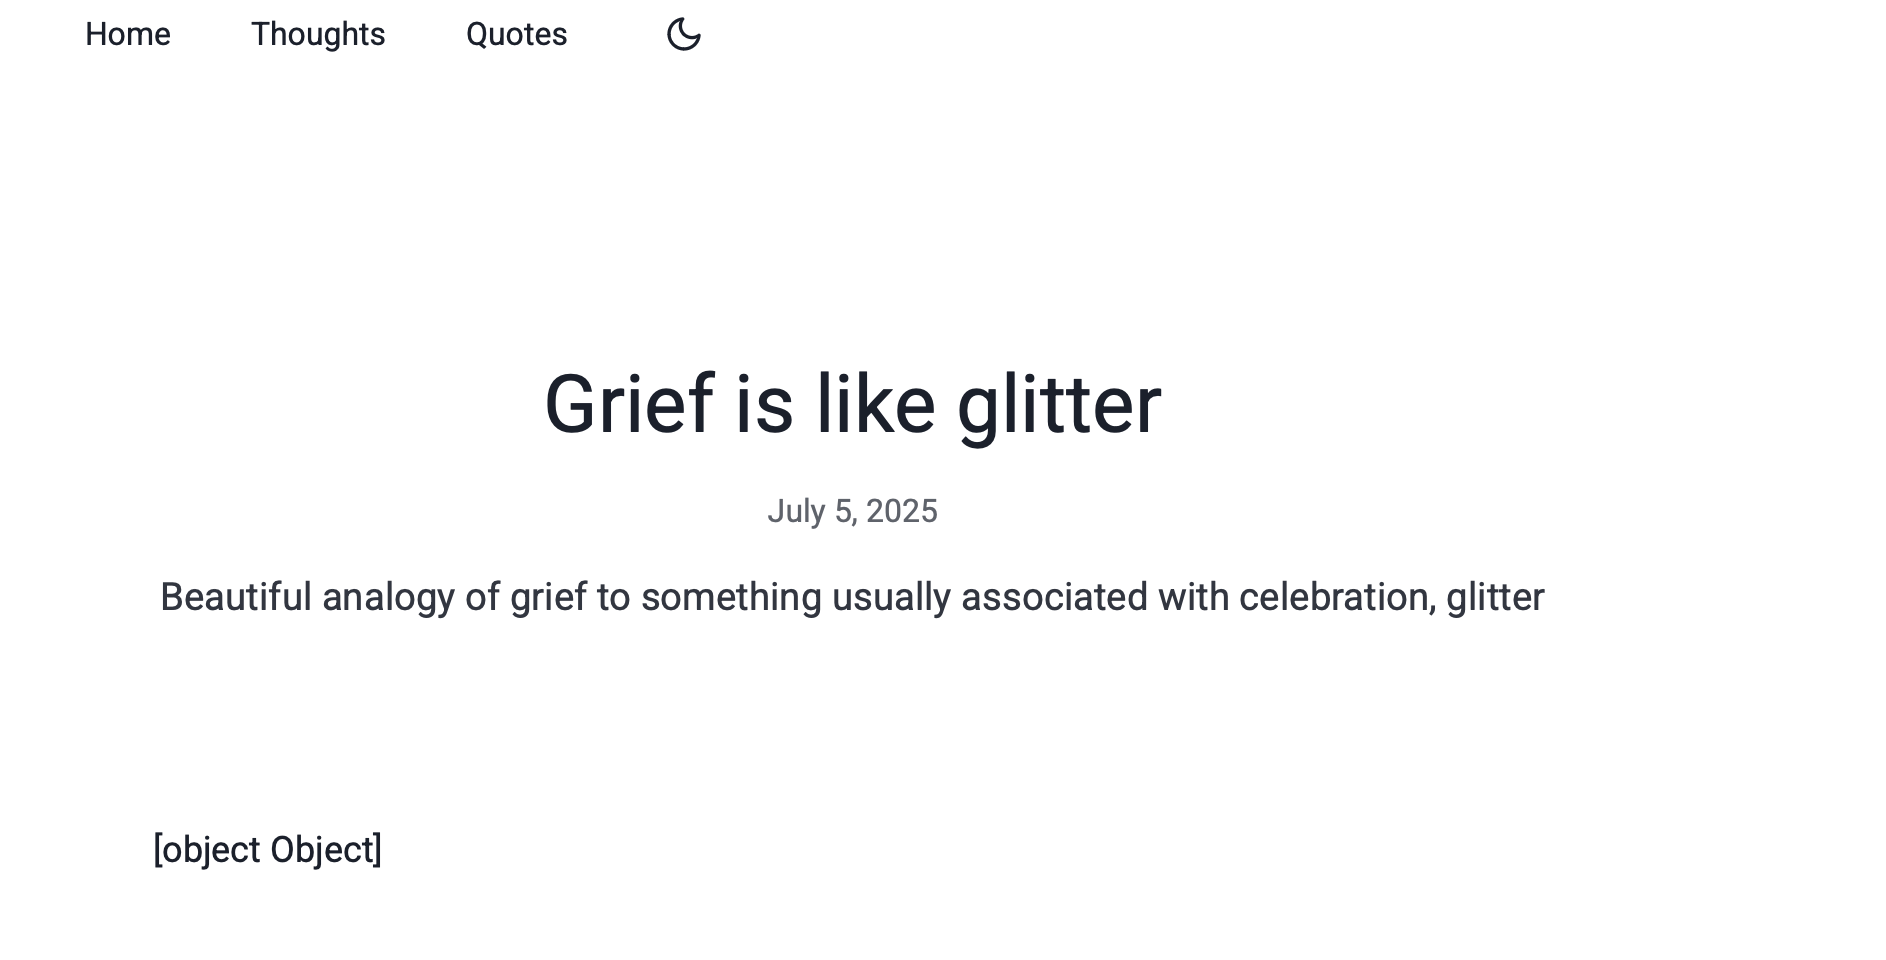 Home Thoughts Quotes
Grief is like glitter
July 5, 2025
Beautiful analogy of grief to something usually associated with celebration, glitter
[object Object]